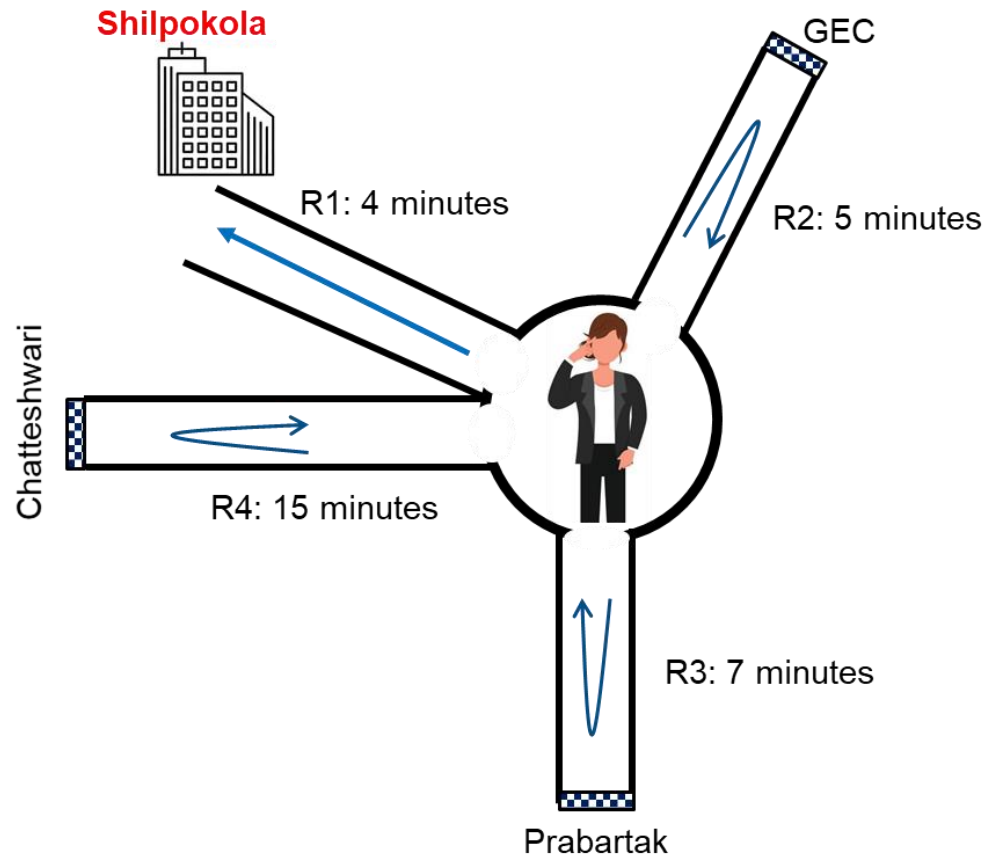 Shilpokola
GEC
R1: 4 minutes
R2: 5 minutes
Chatteshwari
R4: 15 minutes
R3: 7 minutes
Prabartak